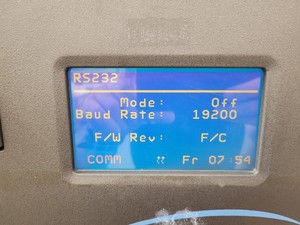 RS232
Mode: Off
Baud Rate: 19200
F/W Rev: F/C
COMM Fr 07:54